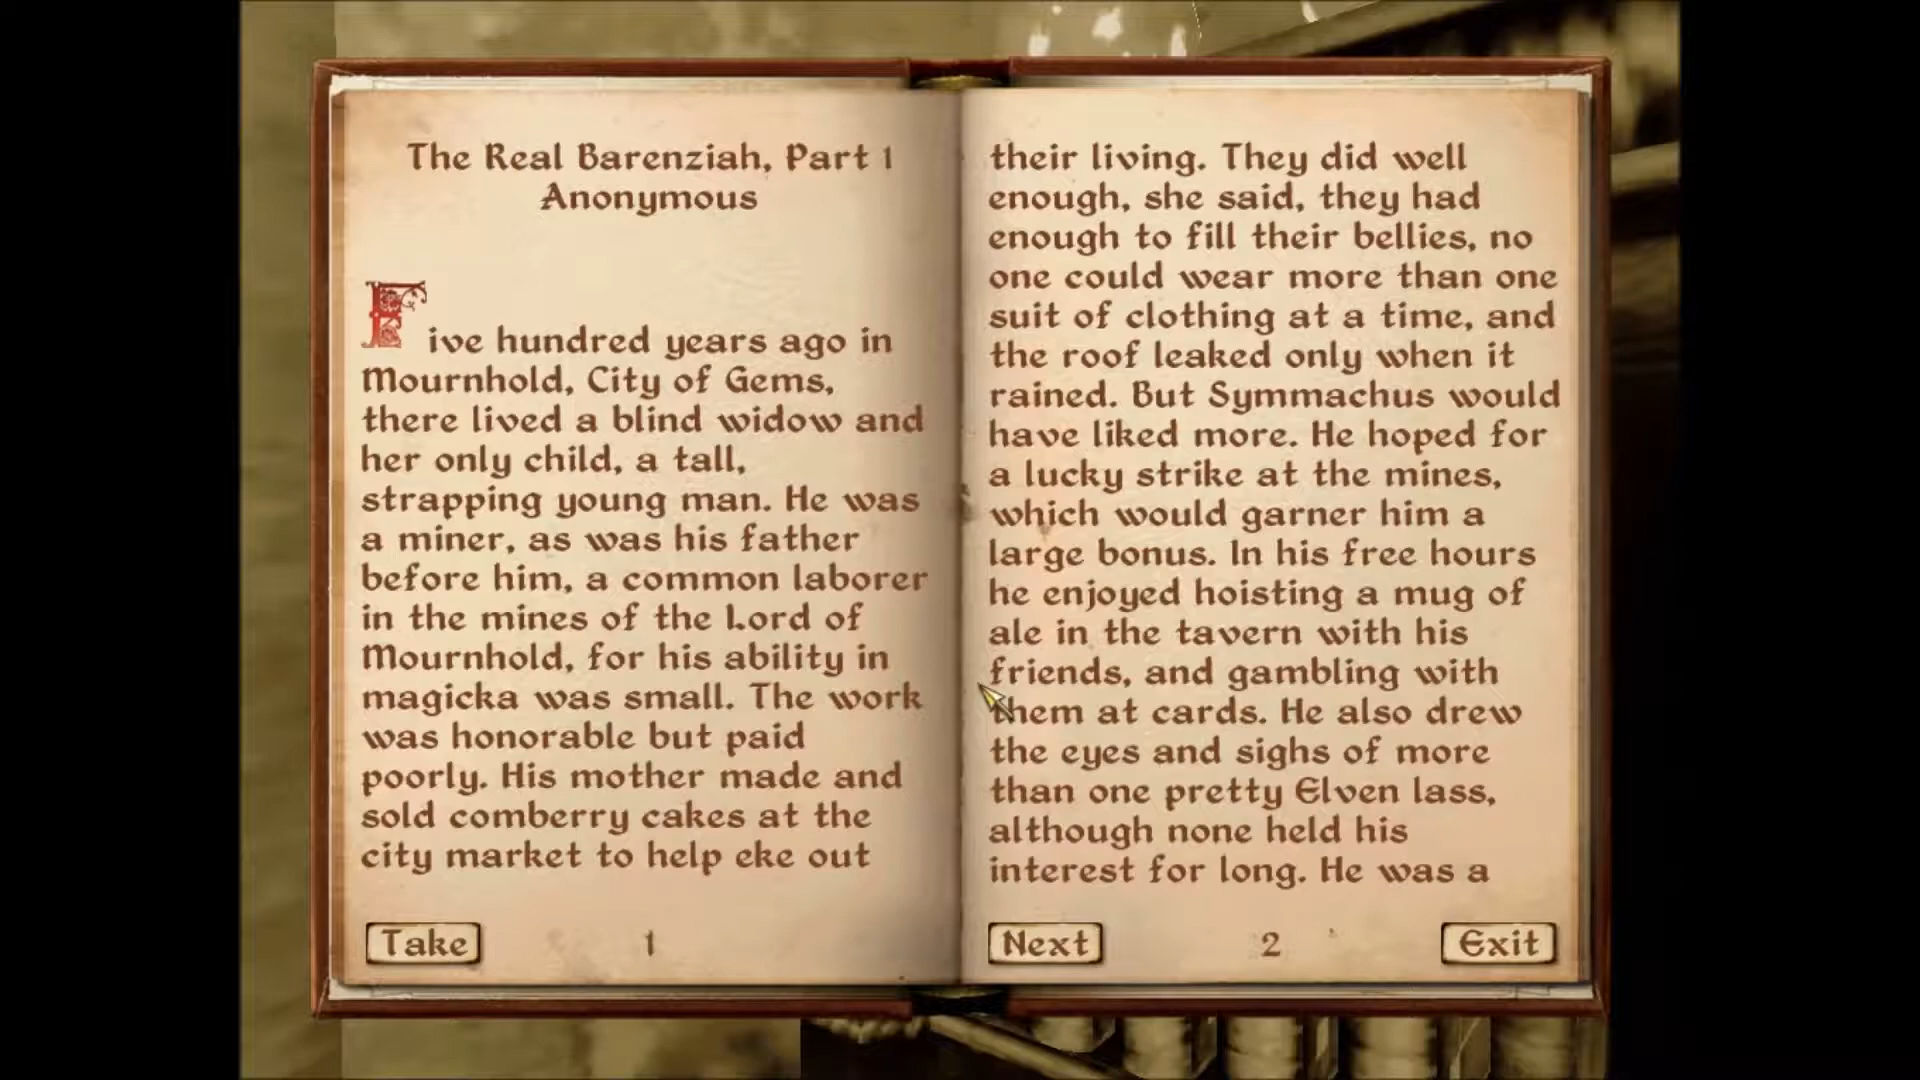 The Real Barenziah, Part 1
Anonymous
Five hundred years ago in
Mournhold, City of Gems,
there lived a blind widow and
her only child, a tall,
strapping young man. He was
a miner, as was his father
before him, a common laborer
in the mines of the Lord of
Mournhold, for his ability in
magicka was small. The work
was honorable but paid
poorly. His mother made and
sold comberry cakes at the
city market to help eke out
Take
1
their living. They did well
enough, she said, they had
enough to fill their bellies, no
one could wear more than one
suit of clothing at a time, and
the roof leaked only when it
rained. But Symmachus would
have liked more. He hoped for
a lucky strike at the mines,
which would garner him a
large bonus. In his free hours
he enjoyed hoisting a mug of
ale in the tavern with his
friends, and gambling with
them at cards. He also drew
the eyes and sighs of more
than one pretty Elven lass,
although none held his
interest for long. He was a
Next
2
Exit